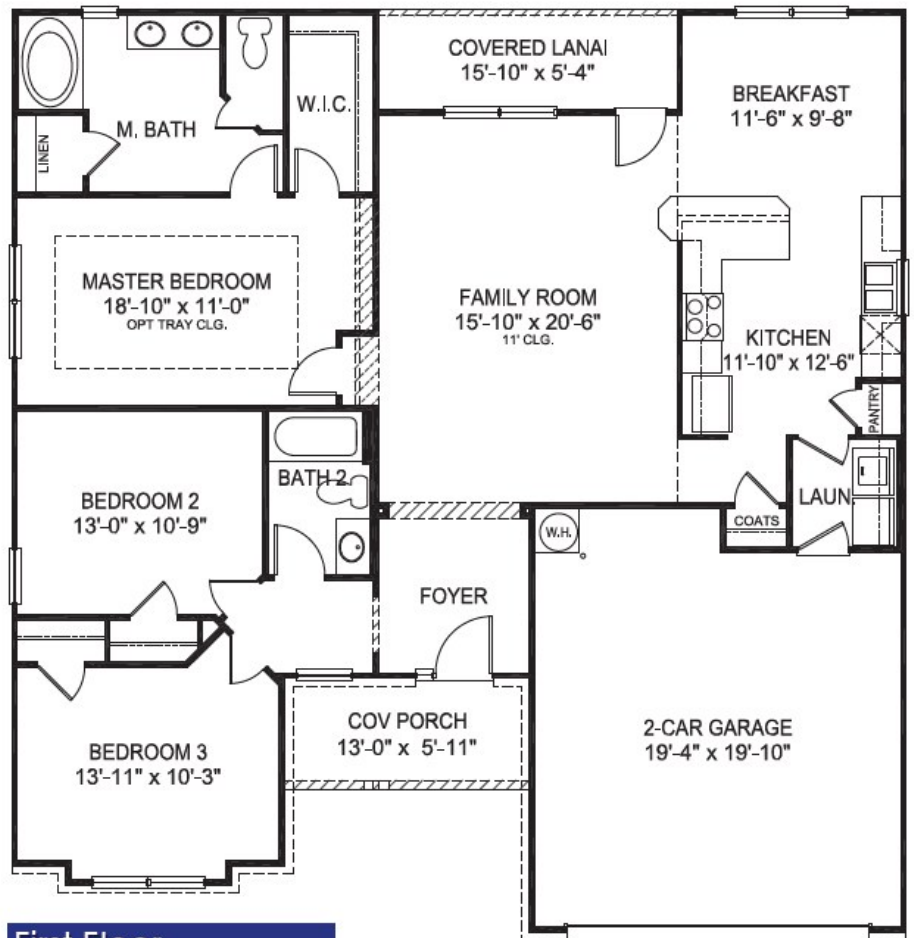 COVERED LANAI
15'-10" x 5'-4"
BREAKFAST
11'-6" x 9'-8"
W.I.C.
M. BATH
LINEN
MASTER BEDROOM
18'-10" x 11'-0"
OPT TRAY CLG.
FAMILY ROOM
15'-10" x 20'-6"
11' CLG.
KITCHEN
11'-10" x 12'-6"
PANTRY
BATH 2
BEDROOM 2
13'-0" x 10'-9"
LAUN.
COATS
W.H.
FOYER
COV PORCH
13'-0" x 5'-11"
2-CAR GARAGE
19'-4" x 19'-10"
BEDROOM 3
13'-11" x 10'-3"
First Floor